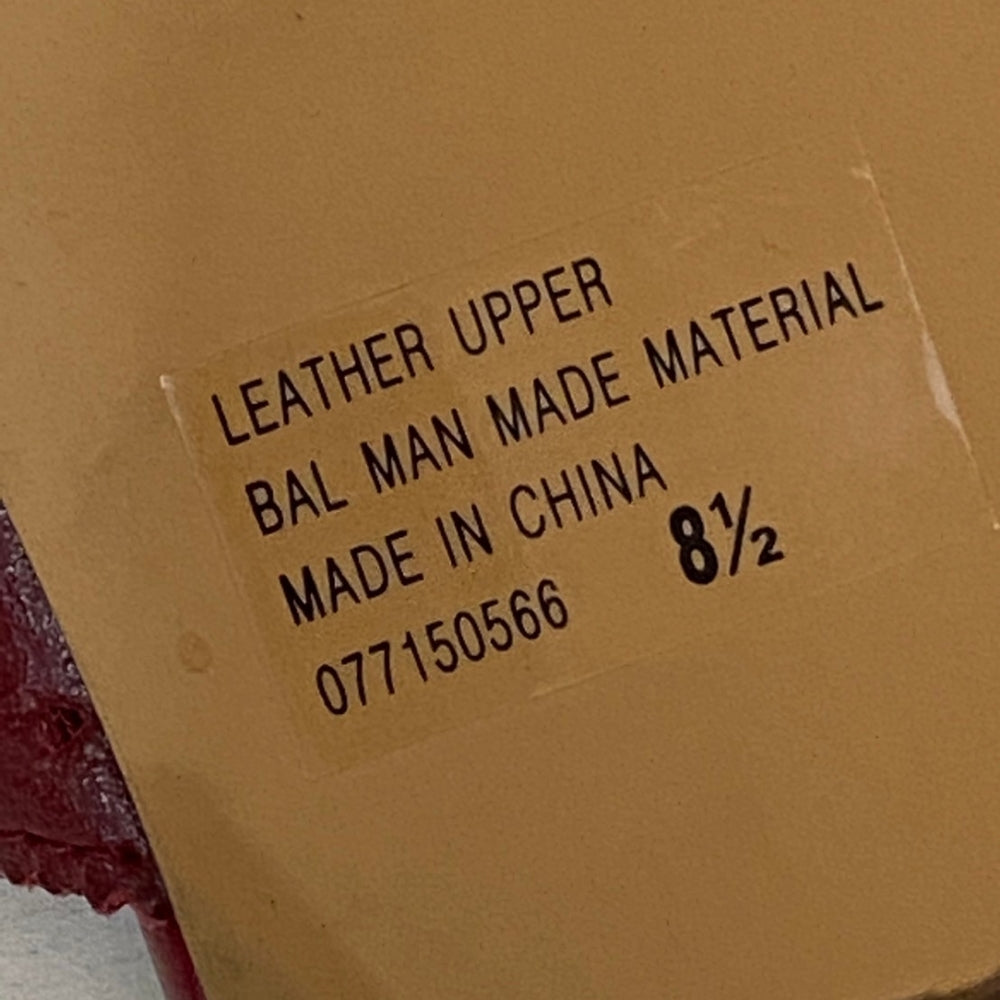 LEATHER UPPER
BAL MAN MADE MATERIAL
MADE IN CHINA
077150566 8½